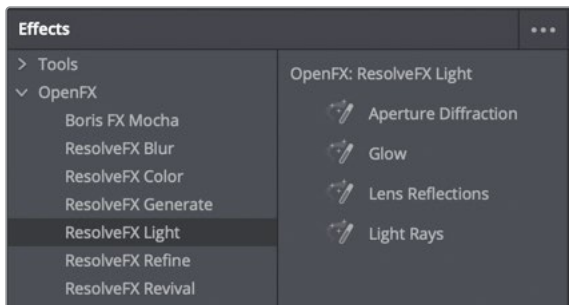 Effects
> Tools
OpenFX
Boris FX Mocha
ResolveFX Blur
ResolveFX Color
ResolveFX Generate
ResolveFX Light
ResolveFX Refine
ResolveFX Revival
OpenFX: ResolveFX Light
Aperture Diffraction
Glow
Lens Reflections
Light Rays